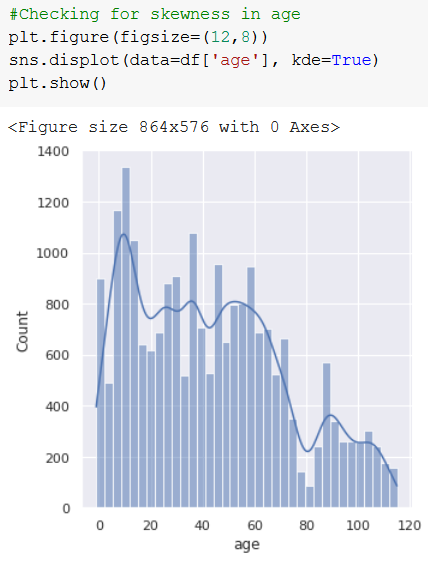 #Checking for skewness in age
plt.figure(figsize=(12,8))
sns.displot(data=df['age'], kde=True)
plt.show()
<Figure size 864x576 with 0 Axes>
1400
1200
1000
800
600
400
200
0
Count
0 20 40 60 80 100 120
age